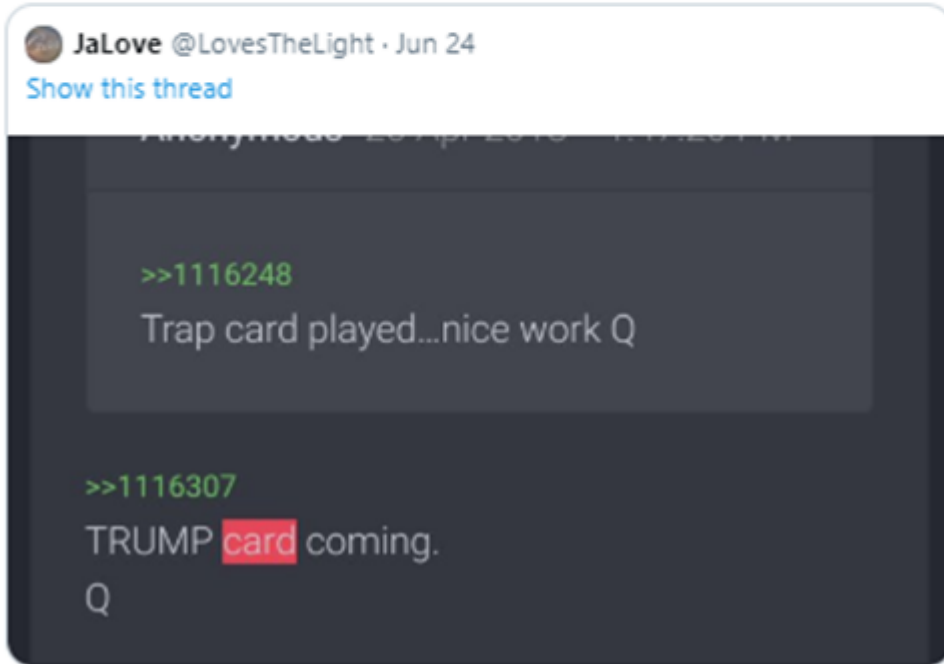 JaLove @LovesTheLight · Jun 24
Show this thread
>>1116248
Trap card played...nice work Q
>>1116307
TRUMP card coming.
Q